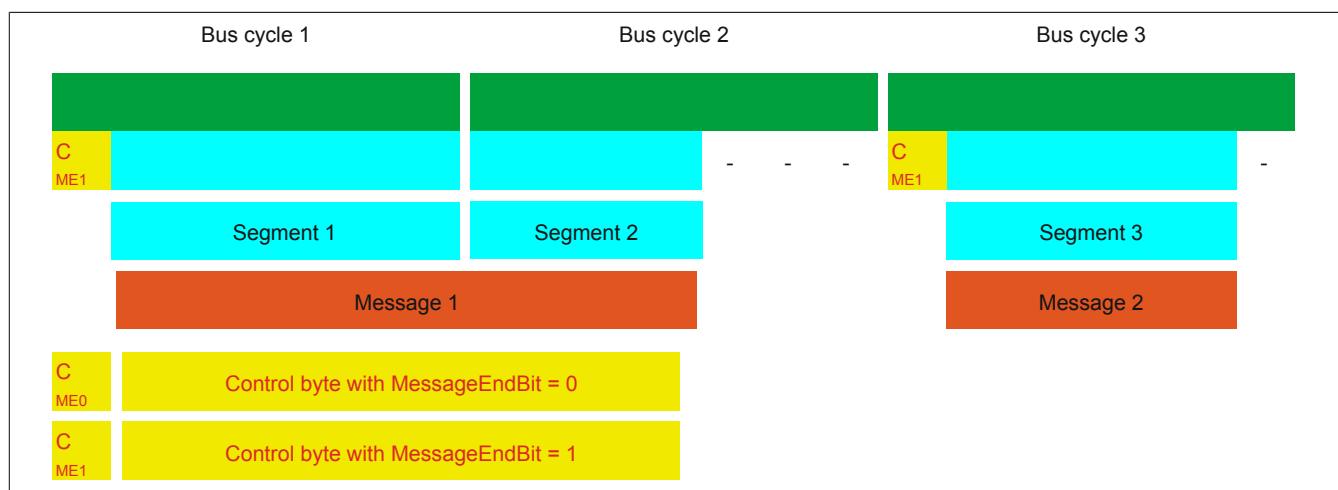 Bus cycle 1 Bus cycle 2 Bus cycle 3
C C
ME1 - - - ME1 -
Segment 1 Segment 2 Segment 3
Message 1 Message 2
C
ME0 Control byte with MessageEndBit = 0
C
ME1 Control byte with MessageEndBit = 1